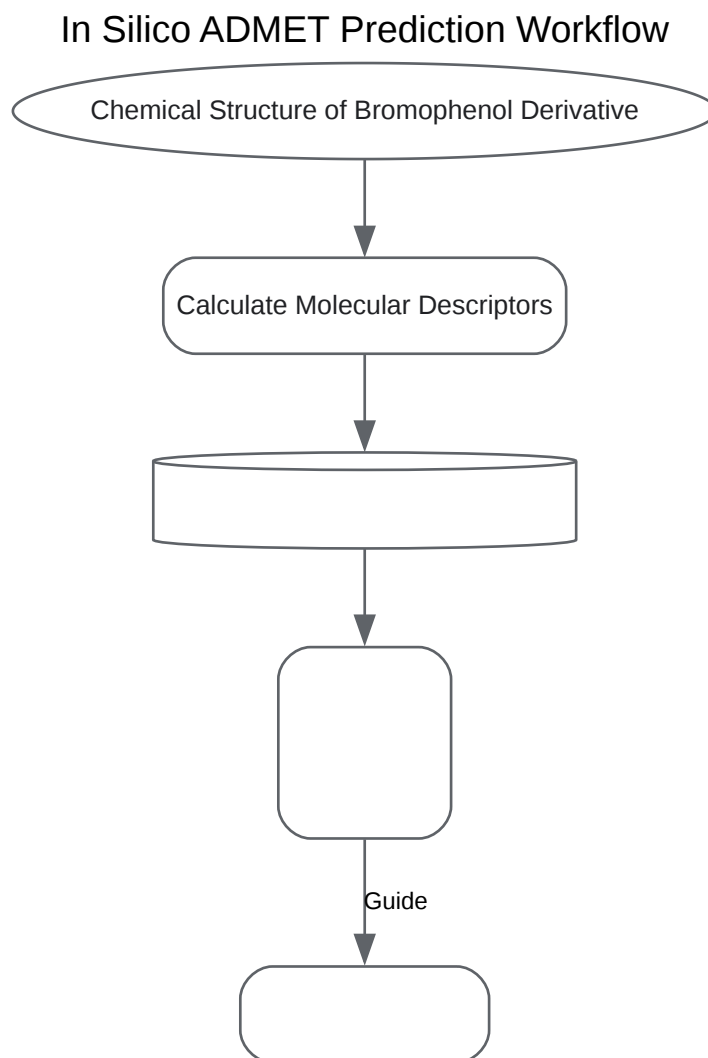 In Silico ADMET Prediction Workflow
Chemical Structure of Bromophenol Derivative
Calculate Molecular Descriptors
Guide